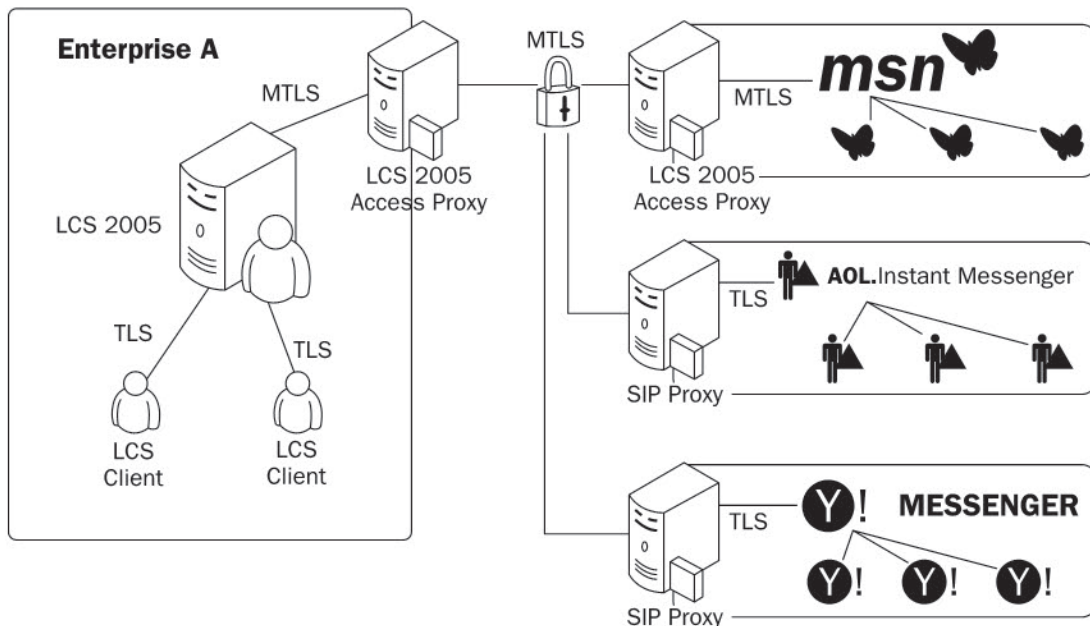 Enterprise A
MTLS
LCS 2005
Access Proxy
LCS 2005
TLS
TLS
LCS
Client
LCS
Client
MTLS
LCS 2005
Access Proxy
MTLS
msn
SIP Proxy
TLS
AOL.Instant Messenger
SIP Proxy
TLS
Y!
MESSENGER
Y!
Y!
Y!